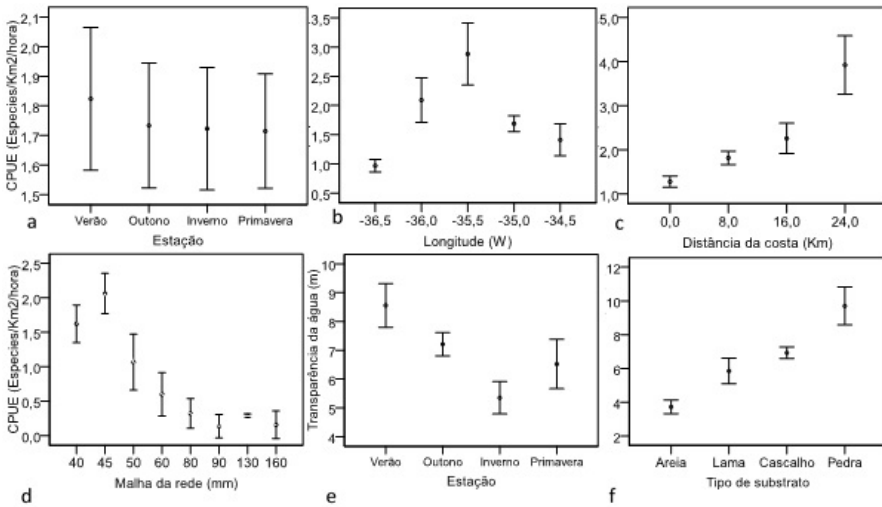 CPUE (Especies/Km2/hora)
2,1
2,0
1,9
1,8
1,7
1,6
1,5
a
Verão Outono Inverno Primavera
Estação
3,5
3,0
2,5
2,0
1,5
1,0
0,5
b
-36,5 -36,0 -35,5 -35,0 -34,5
Longitude (W)
5,0
4,0
3,0
2,0
1,0
c
0,0 8,0 16,0 24,0
Distância da costa (Km)
CPUE (Especies/Km2/hora)
2,5
2,0
1,5
1,0
0,5
0,0
d
40 45 50 60 80 90 130 160
Malha da rede (mm)
Transparência da água (m)
10
9
8
7
6
5
4
e
Verão Outono Inverno Primavera
Estação
12
10
8
6
4
2
f
Areia Lama Cascalho Pedra
Tipo de substrato